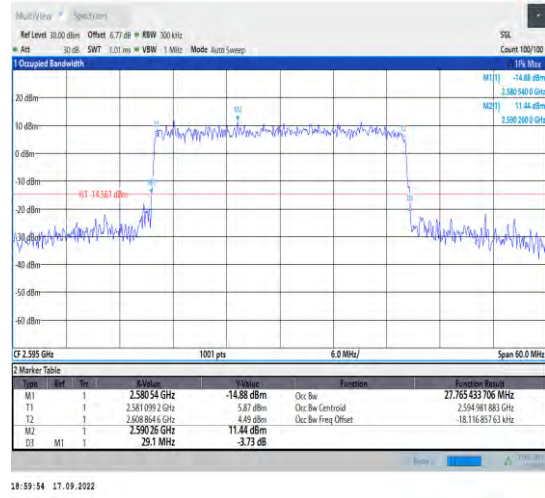 MultiView Spectrum
Ref Level 30.00 dBm Offset 6.77 dB RBW 300 kHz SGL
Att 30 dB SWT 1.01 ms VBW 1 MHz Mode Auto Sweep Count 100/100
1 Occupied Bandwidth 1Pk Max
M1[1] -14.88 dBm
2.580 540 0 GHz
M2[1] 11.44 dBm
2.590 260 0 GHz
20 dBm
M2
10 dBm
0 dBm
-10 dBm
M1
H1 -14.561 dBm
D3
-20 dBm
-30 dBm
-40 dBm
-50 dBm
-60 dBm
CF 2.595 GHz 1001 pts 6.0 MHz/ Span 60.0 MHz
2 Marker Table
Type Ref Trc X-Value Y-Value Function Function Result
M1 1 2.580 54 GHz -14.88 dBm Occ Bw 27.765 433 706 MHz
T1 1 2.581 099 2 GHz 5.87 dBm Occ Bw Centroid 2.594 981 883 GHz
T2 1 2.608 864 6 GHz 4.49 dBm Occ Bw Freq Offset -18.116 857 63 kHz
M2 1 2.590 26 GHz 11.44 dBm
D3 M1 1 29.1 MHz -3.73 dB
18:59:54 17.09.2022